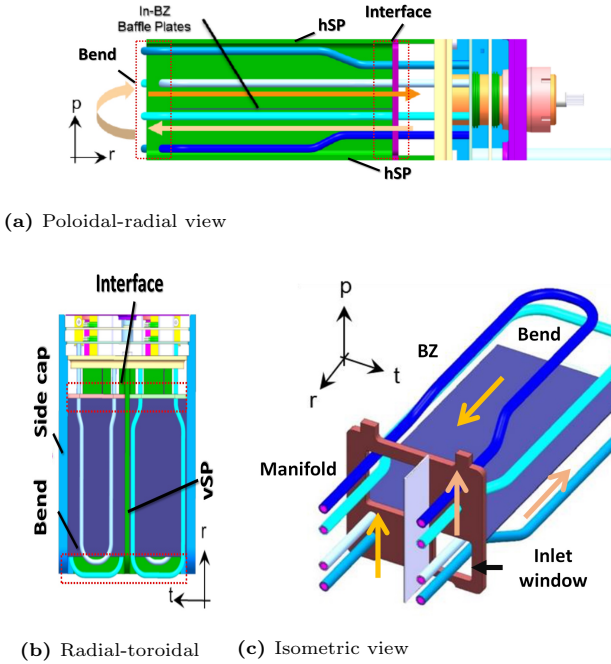 In-BZ
Baffle Plates
hSP
Interface
Bend
p
r
hSP
(a) Poloidal-radial view
Interface
Side cap
vSP
Bend
r
t
(b) Radial-toroidal
p
t
r
BZ
Bend
Manifold
Inlet
window
(c) Isometric view